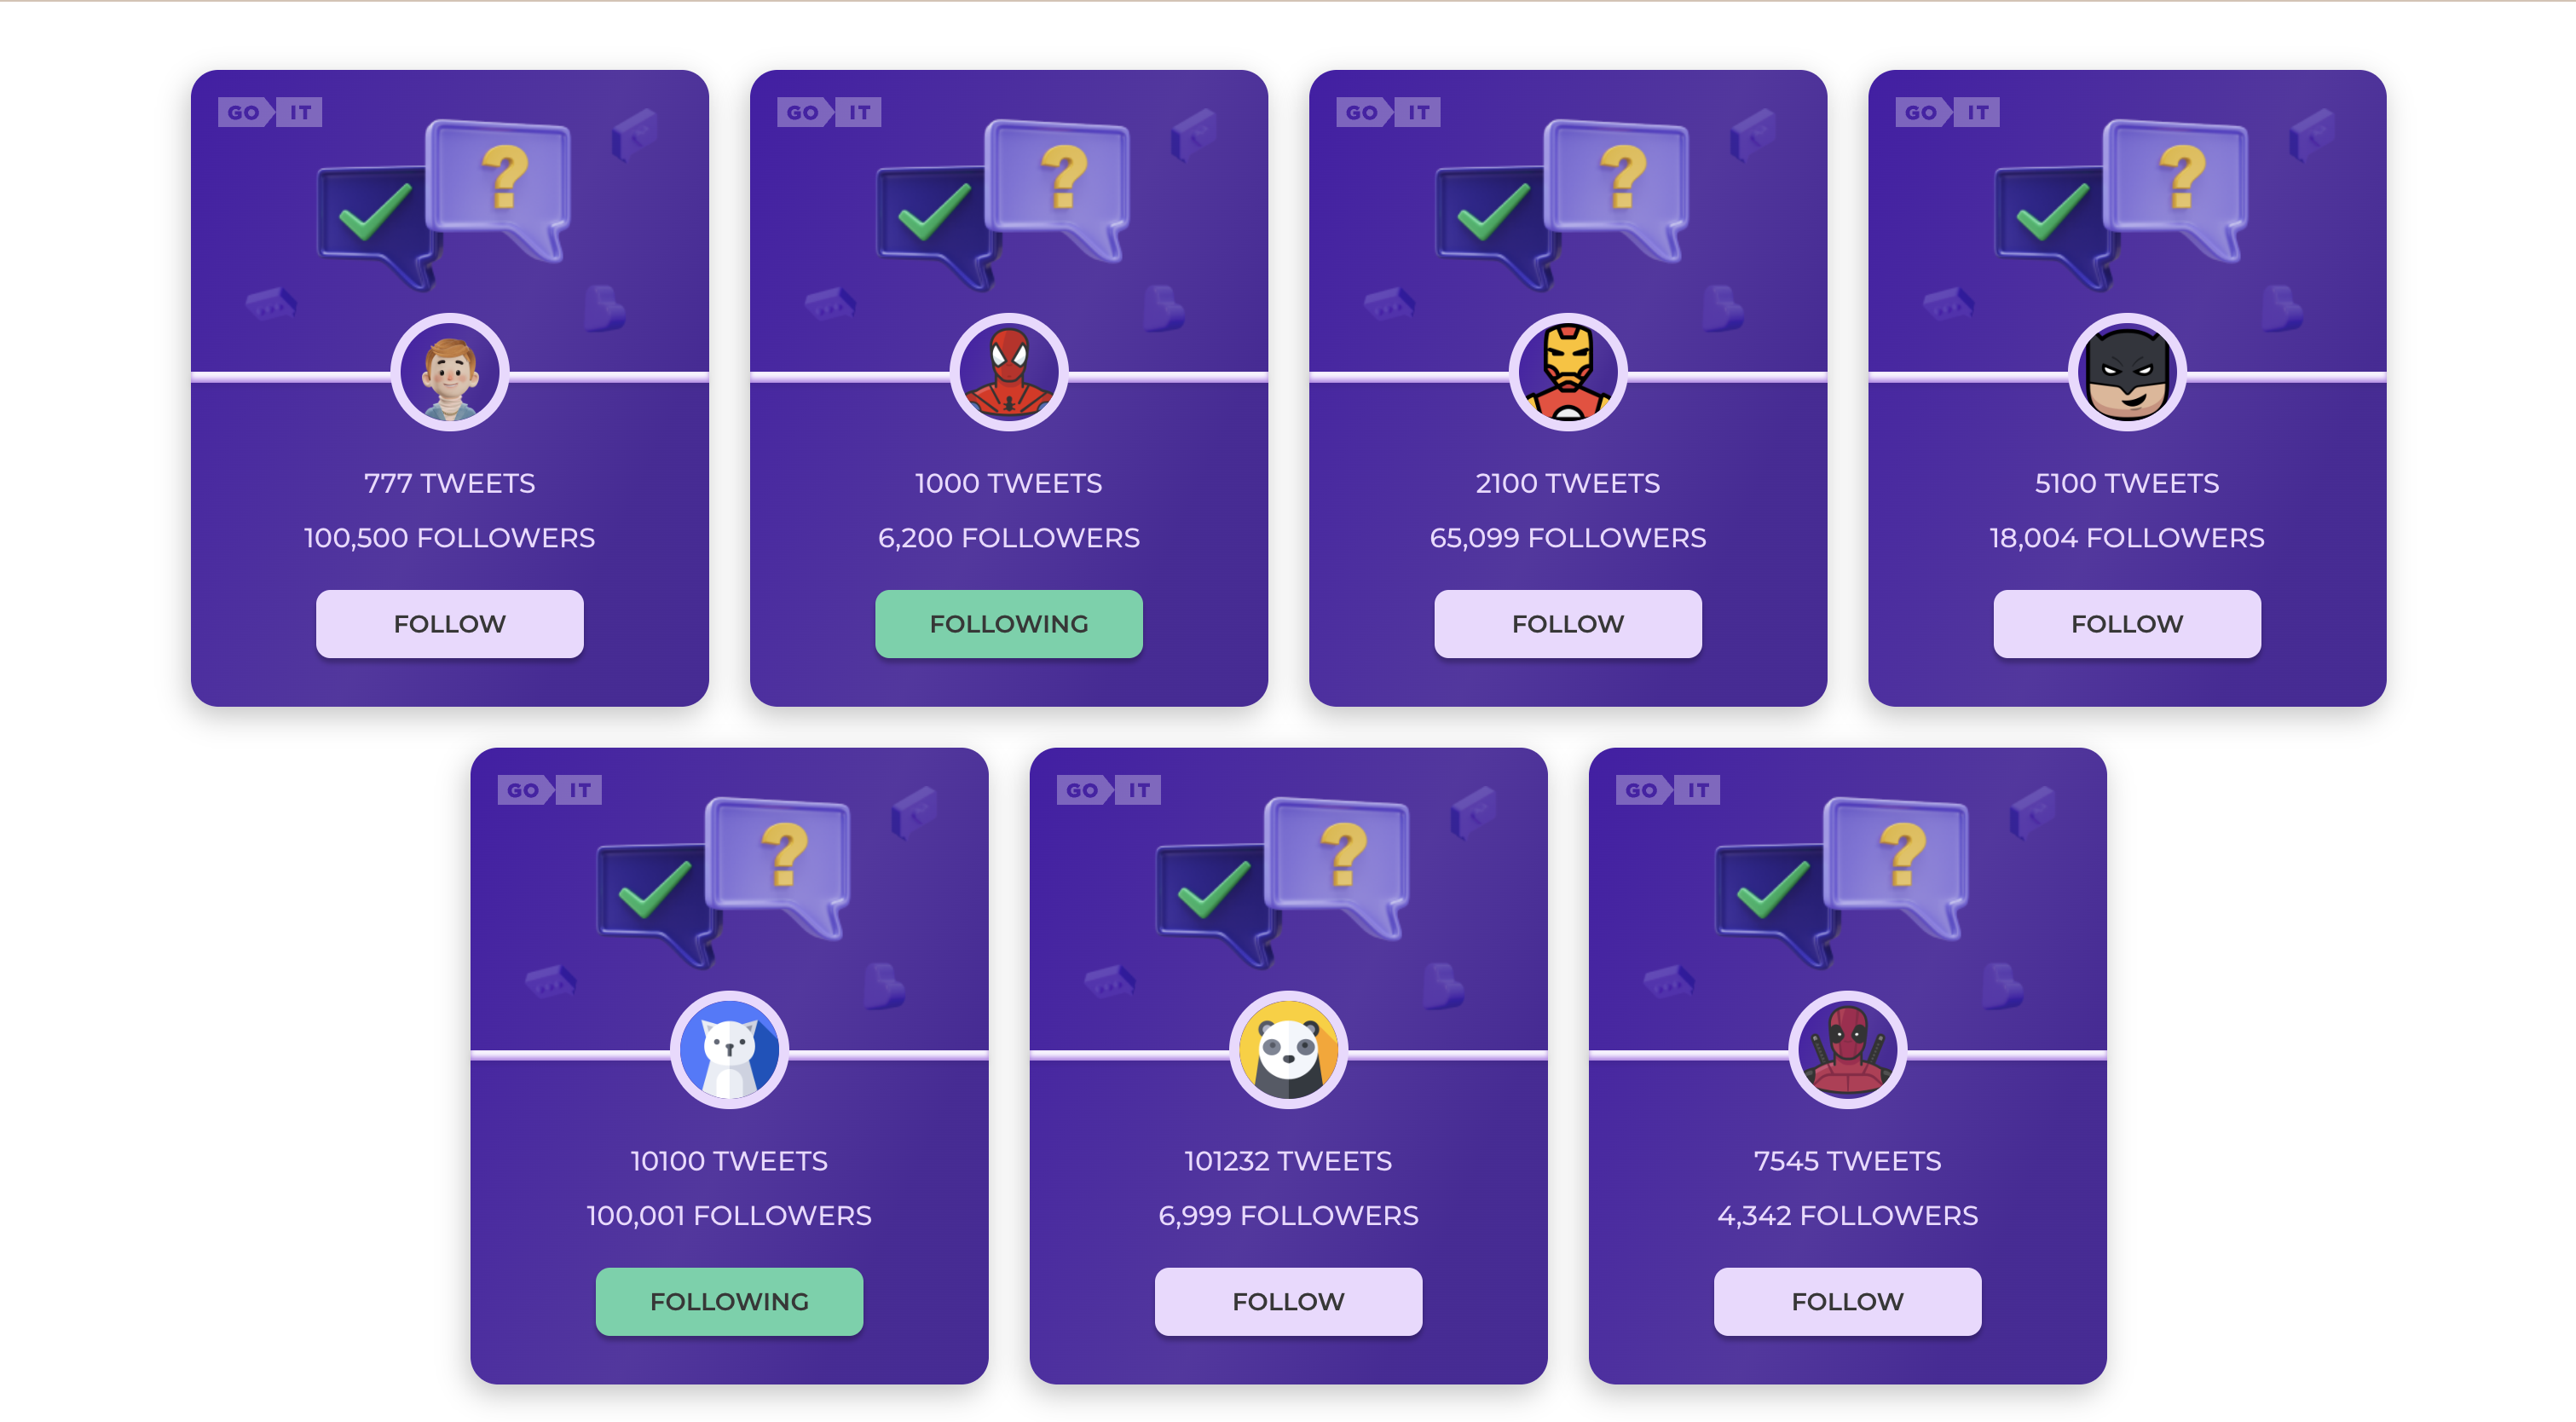 GO IT
777 TWEETS
100,500 FOLLOWERS
FOLLOW
GO IT
1000 TWEETS
6,200 FOLLOWERS
FOLLOWING
GO IT
2100 TWEETS
65,099 FOLLOWERS
FOLLOW
GO IT
5100 TWEETS
18,004 FOLLOWERS
FOLLOW
GO IT
10100 TWEETS
100,001 FOLLOWERS
FOLLOWING
GO IT
101232 TWEETS
6,999 FOLLOWERS
FOLLOW
GO IT
7545 TWEETS
4,342 FOLLOWERS
FOLLOW